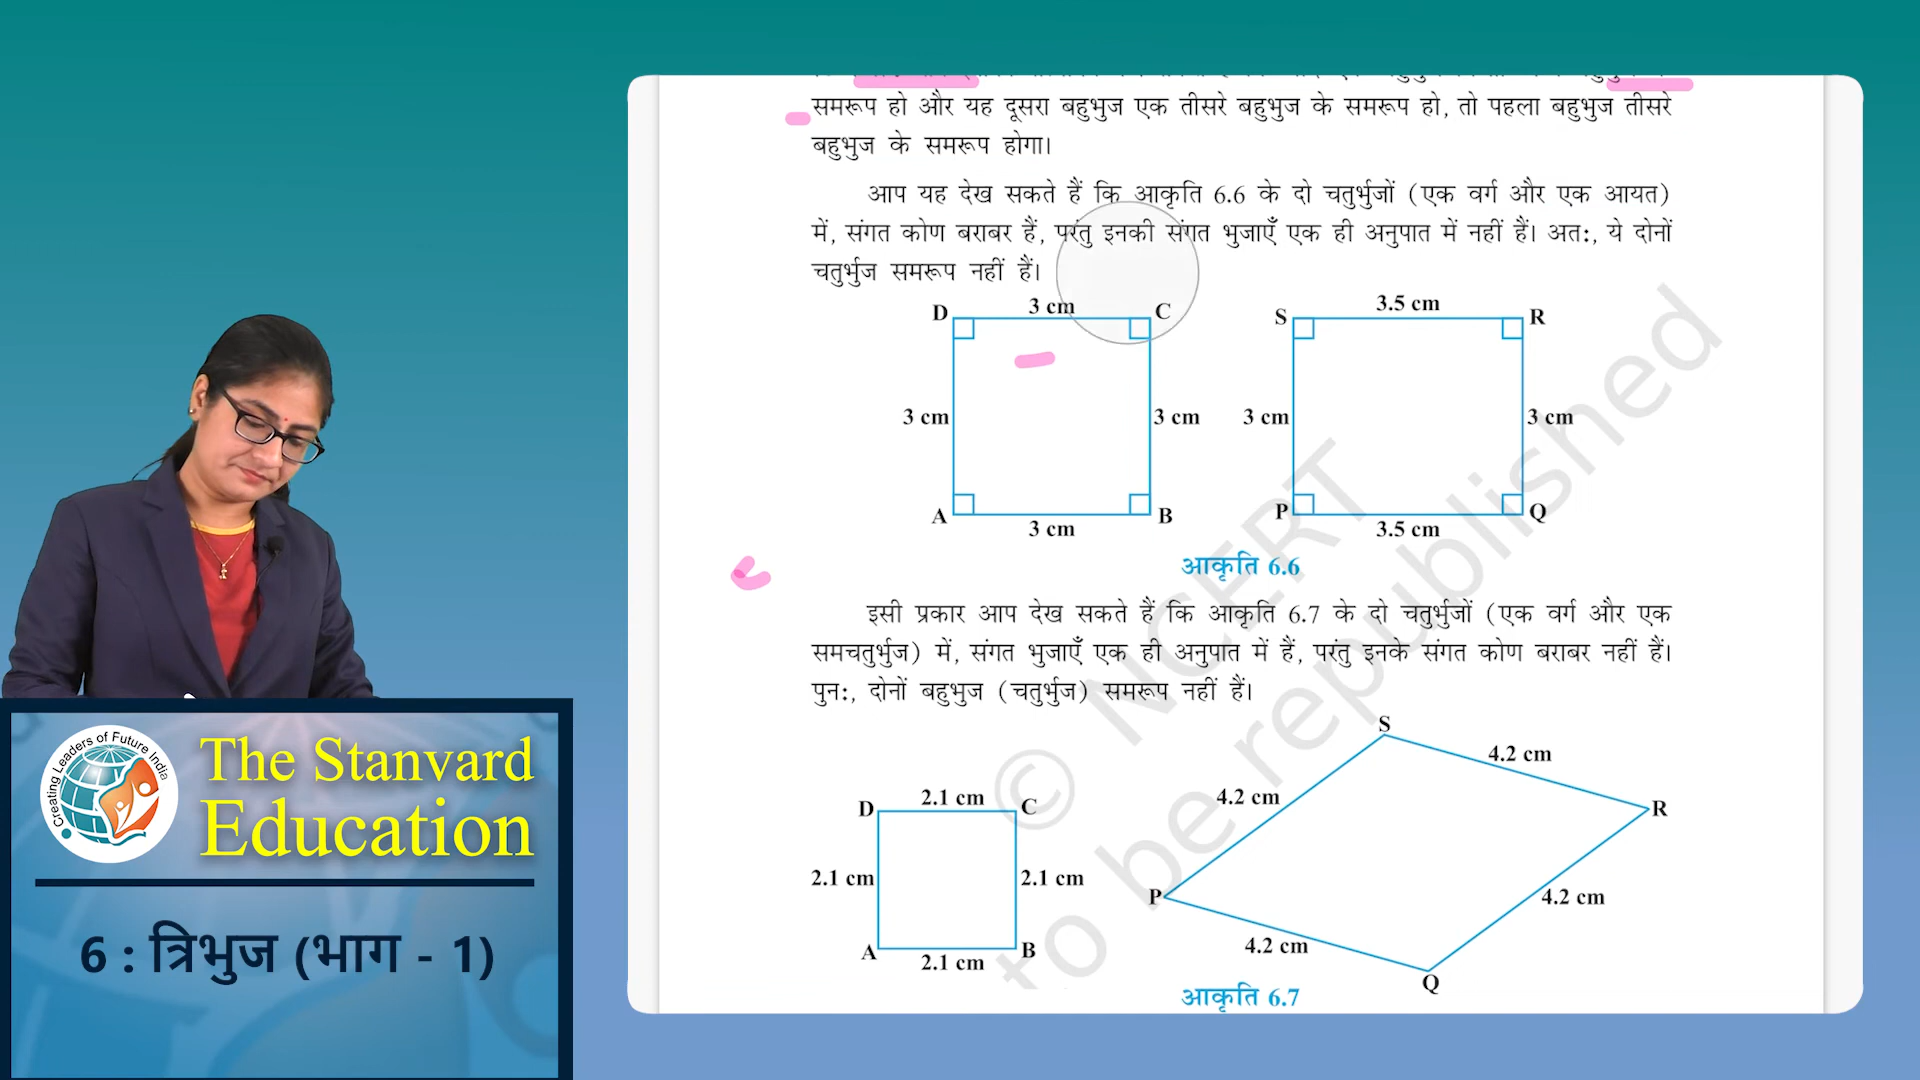 समरूप हो और यह दूसरा बहुभुज एक तीसरे बहुभुज के समरूप हो, तो पहला बहुभुज तीसरे
बहुभुज के समरूप होगा।
आप यह देख सकते हैं कि आकृति 6.6 के दो चतुर्भुजों (एक वर्ग और एक आयत)
में, संगत कोण बराबर हैं, परंतु इनकी संगत भुजाएँ एक ही अनुपात में नहीं हैं। अतः, ये दोनों
चतुर्भुज समरूप नहीं हैं।
D 3 cm C S 3.5 cm R
3 cm 3 cm 3 cm 3 cm
A 3 cm B P 3.5 cm Q
आकृति 6.6
इसी प्रकार आप देख सकते हैं कि आकृति 6.7 के दो चतुर्भुजों (एक वर्ग और एक
समचतुर्भुज) में, संगत भुजाएँ एक ही अनुपात में हैं, परंतु इनके संगत कोण बराबर नहीं हैं।
पुनः, दोनों बहुभुज (चतुर्भुज) समरूप नहीं हैं।
S
4.2 cm
D 2.1 cm C 4.2 cm R
2.1 cm 2.1 cm P 4.2 cm
A 2.1 cm B 4.2 cm Q
आकृति 6.7
© NCERT
to be republished
Creating Leaders of Future India
The Stanvard
Education
6 : त्रिभुज (भाग - 1)